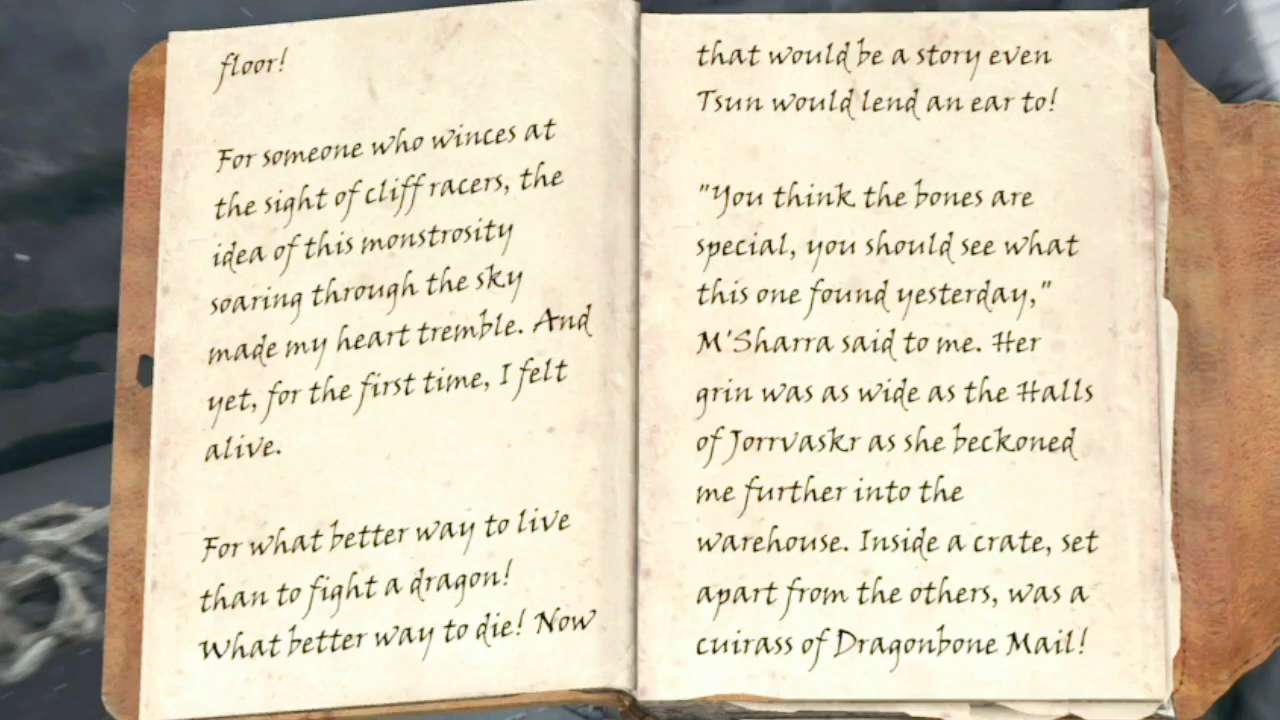 floor!
For someone who winces at
the sight of cliff racers, the
idea of this monstrosity
soaring through the sky
made my heart tremble. And
yet, for the first time, I felt
alive.
For what better way to live
than to fight a dragon!
What better way to die! Now
that would be a story even
Tsun would lend an ear to!
"You think the bones are
special, you should see what
this one found yesterday,"
M'Sharra said to me. Her
grin was as wide as the Halls
of Jorrvaskr as she beckoned
me further into the
warehouse. Inside a crate, set
apart from the others, was a
cuirass of Dragonbone Mail!